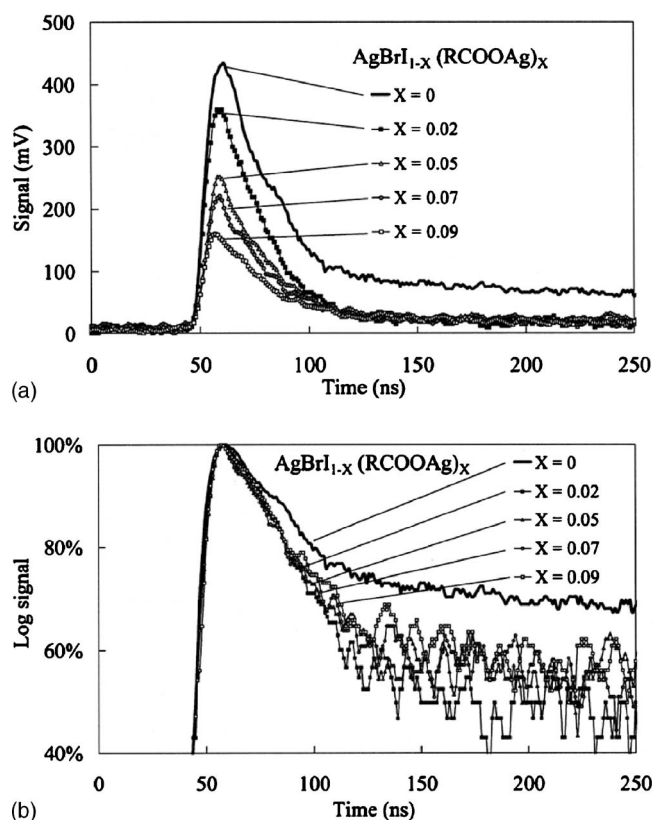 500
AgBrI1-X (RCOOAg)X
400
X = 0
X = 0.02
300
X = 0.05
200
X = 0.07
X = 0.09
100
0
Signal (mV)
0 50 100 150 200 250
Time (ns)
(a)
100%
AgBrI1-X (RCOOAg)X
X = 0
X = 0.02
80%
X = 0.05
X = 0.07
X = 0.09
60%
40%
Log signal
0 50 100 150 200 250
Time (ns)
(b)